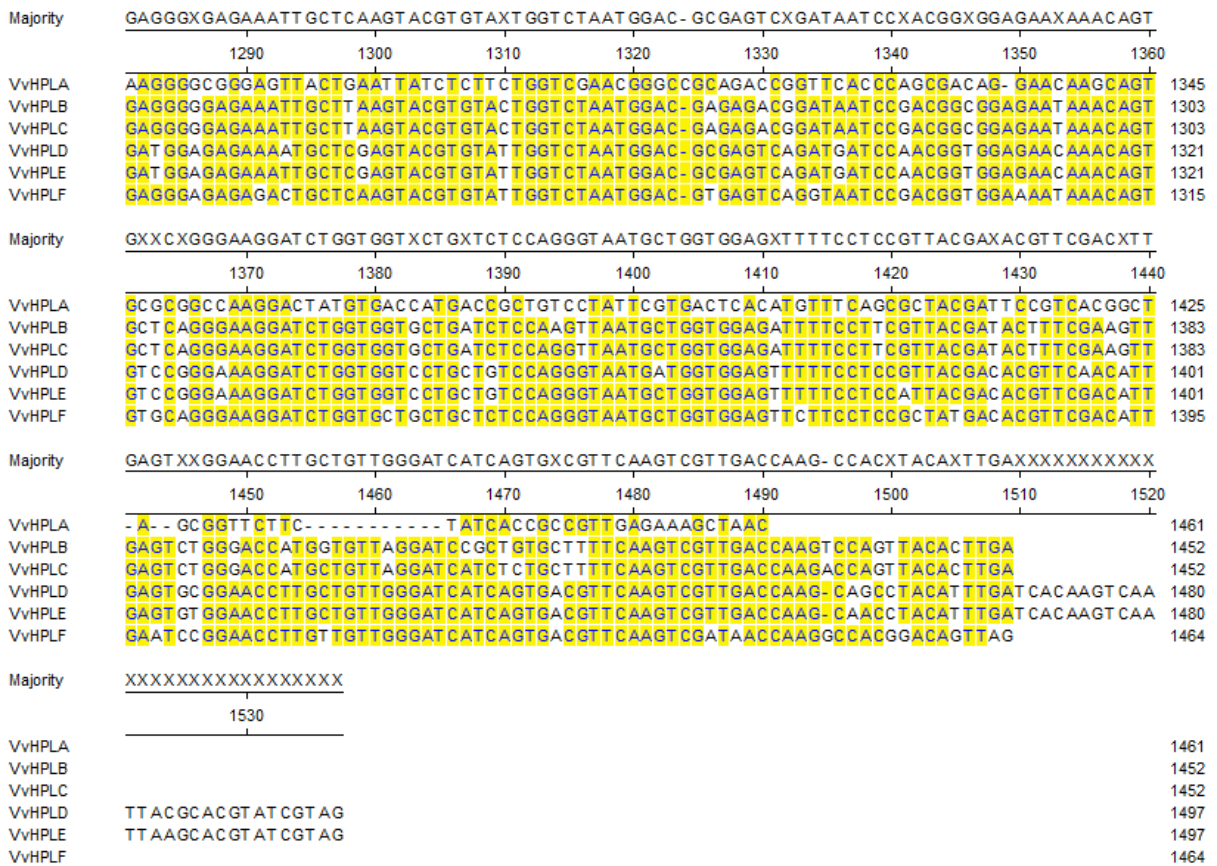 Majority GAGGGXGAGAAATTGCTCAAGTACGTGTAXTGGTCTAATGGAC-GCGAGTCXGATAATCCXACGGXGGAGAAXAAACAGT
1290 1300 1310 1320 1330 1340 1350 1360
VvHPLA AAGGGGCGGGAGTTACTGAATTATCTCTTCTGGTCGAACGGGCCGCAGACCGGTTCACCCAGCGACAG-GAACAAGCAGT 1345
VvHPLB GAGGGGGAGAAATTGCTTAAGTACGTGTACTGGTCTAATGGAC-GAGAGACGGATAATCCGACGGCGGAGAATAAACAGT 1303
VvHPLC GAGGGGGAGAAATTGCTTAAGTACGTGTACTGGTCTAATGGAC-GAGAGACGGATAATCCGACGGCGGAGAATAAACAGT 1303
VvHPLD GATGGAGAGAAAATGCTCGAGTACGTGTATTGGTCTAATGGAC-GCGAGTCAGATGATCCAACGGTGGAGAACAAACAGT 1321
VvHPLE GATGGAGAGAAATTGCTCGAGTACGTGTATTGGTCTAATGGAC-GCGAGTCAGATGATCCAACGGTGGAGAACAAACAGT 1321
VvHPLF GAGGGAGAGAGACTGCTCAAGTACGTGTATTGGTCTAATGGAC-GTGAGTCAGGTAATCCGACGGTGGAAAATAAACAGT 1315
Majority GXXCXGGGAAGGATCTGGTGGTXCTGXTCTCCAGGGTAATGCTGGTGGAGXTTTTCCTCCGTTACGAXACGTTCGACXTT
1370 1380 1390 1400 1410 1420 1430 1440
VvHPLA GCGCGGCCAAGGACTATGTGACCATGACCGCTGTCCTATTCGTGACTCACATGTTTCAGCGCTACGATTCCGTCACGGCT 1425
VvHPLB GCTCAGGGAAGGATCTGGTGGTGCTGATCTCCAAGTTAATGCTGGTGGAGATTTTCCTTCGTTACGATACTTTCGAAGTT 1383
VvHPLC GCTCAGGGAAGGATCTGGTGGTGCTGATCTCCAGGTTAATGCTGGTGGAGATTTTCCTTCGTTACGATACTTTCGAAGTT 1383
VvHPLD GTCCGGGAAAGGATCTGGTGGTCCTGCTGTCCAGGGTAATGATGGTGGAGTTTTTCCTCCGTTACGACACGTTCAACATT 1401
VvHPLE GTCCGGGAAAGGATCTGGTGGTCCTGCTGTCCAGGGTAATGCTGGTGGAGTTTTTCCTCCATTACGACACGTTCGACATT 1401
VvHPLF GTGCAGGGAAGGATCTGGTGCTGCTGCTCTCCAGGGTAATGCTGGTGGAGTTCTTCCTCCGCTATGACACGTTCGACATT 1395
Majority GAGTXXGGAACCTTGCTGTTGGGATCATCAGTGXCGTTCAAGTCGTTGACCAAG-CCACXTACAXTTGAXXXXXXXXXXX
1450 1460 1470 1480 1490 1500 1510 1520
VvHPLA -A--GCGGTTCTTC-----------TATCACCGCCGTTGAGAAAGCTAAC 1461
VvHPLB GAGTCTGGGACCATGGTGTTAGGATCCGCTGTGCTTTTCAAGTCGTTGACCAAGTCCAGTTACACTTGA 1452
VvHPLC GAGTCTGGGACCATGCTGTTAGGATCATCTCTGCTTTTCAAGTCGTTGACCAAGACCAGTTACACTTGA 1452
VvHPLD GAGTGCGGAACCTTGCTGTTGGGATCATCAGTGACGTTCAAGTCGTTGACCAAG-CAGCCTACATTTGATCACAAGTCAA 1480
VvHPLE GAGTGTGGAACCTTGCTGTTGGGATCATCAGTGACGTTCAAGTCGTTGACCAAG-CAACCTACATTTGATCACAAGTCAA 1480
VvHPLF GAATCCGGAACCTTGTTGTTGGGATCATCAGTGACGTTCAAGTCGATAACCAAGGCCACGGACAGTTAG 1464
Majority XXXXXXXXXXXXXXXXX
1530
VvHPLA 1461
VvHPLB 1452
VvHPLC 1452
VvHPLD TTACGCACGTATCGTAG 1497
VvHPLE TTAAGCACGTATCGTAG 1497
VvHPLF 1464